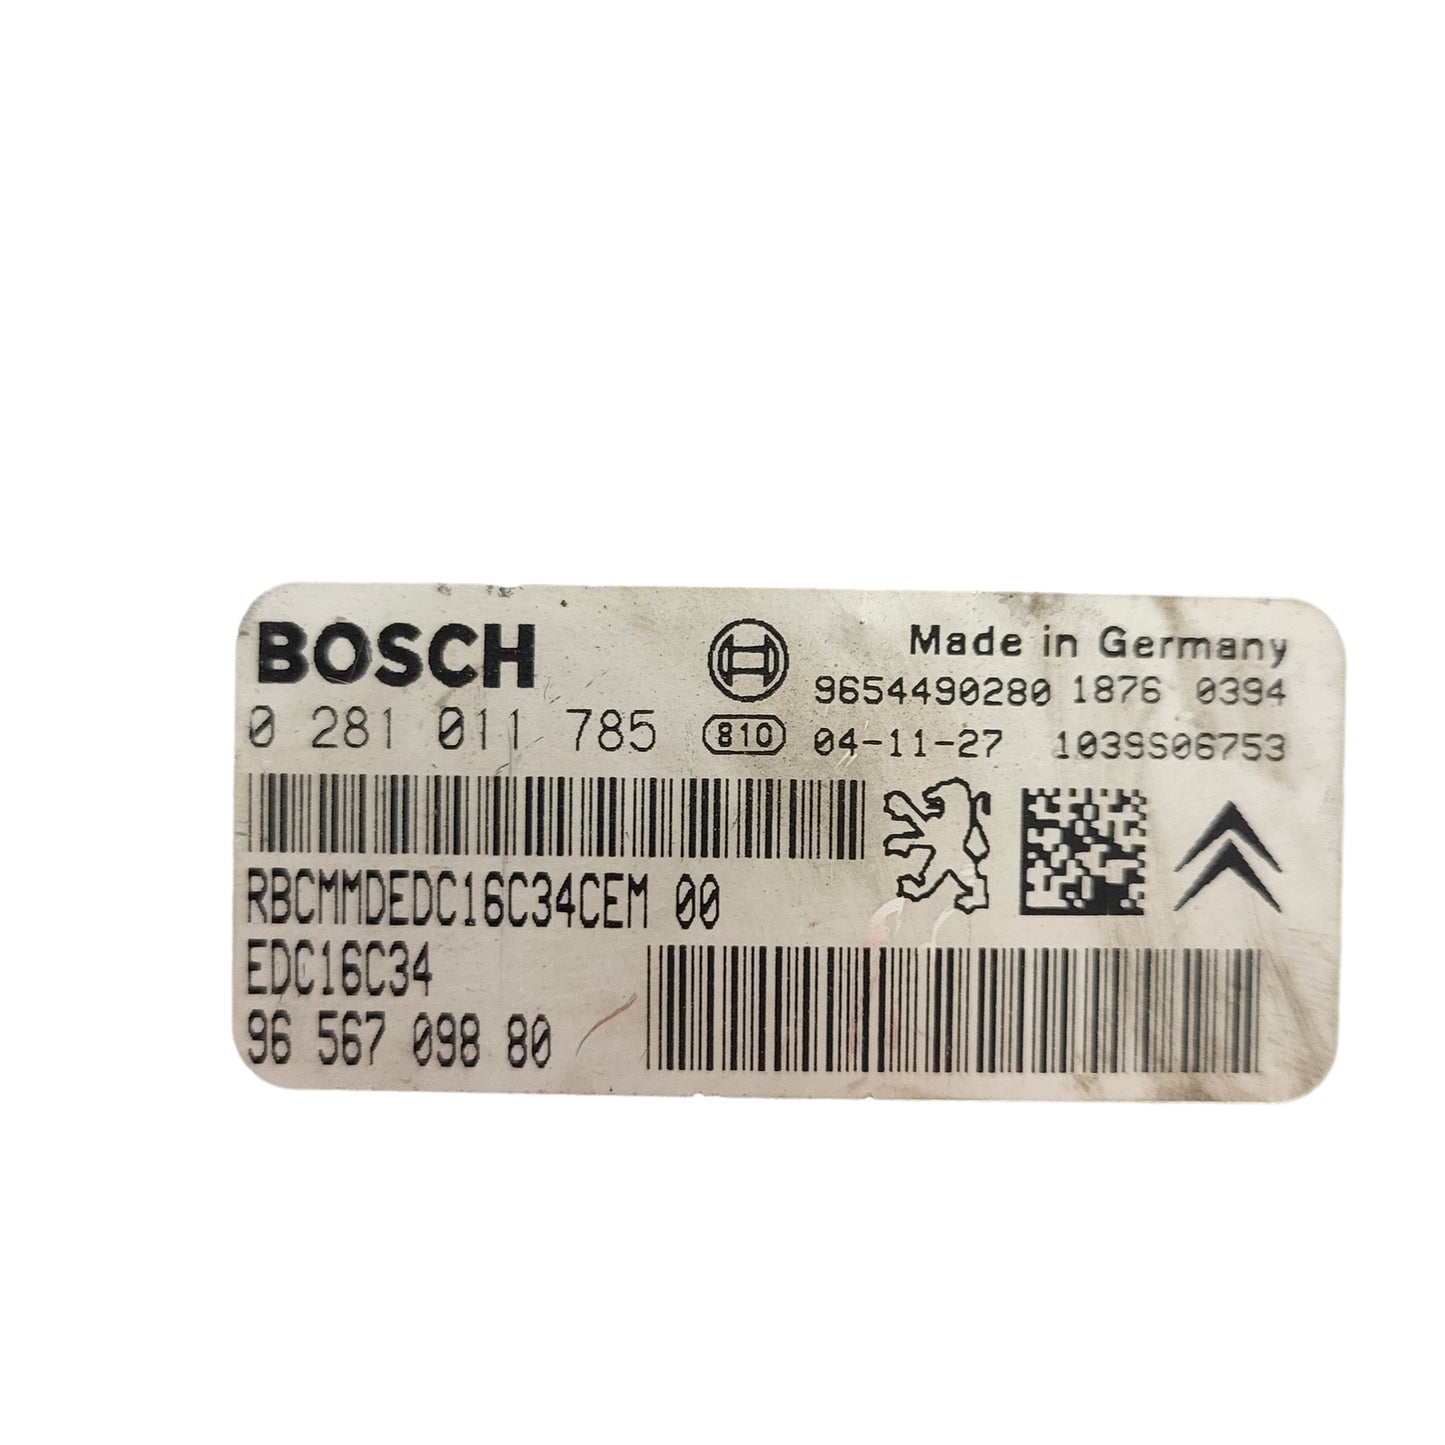 BOSCH
Made in Germany
9654490280 1876 0394
0 281 011 785
810
04-11-27 1039S06753
RBCMMDEDC16C34CEM 00
EDC16C34
96 567 098 80